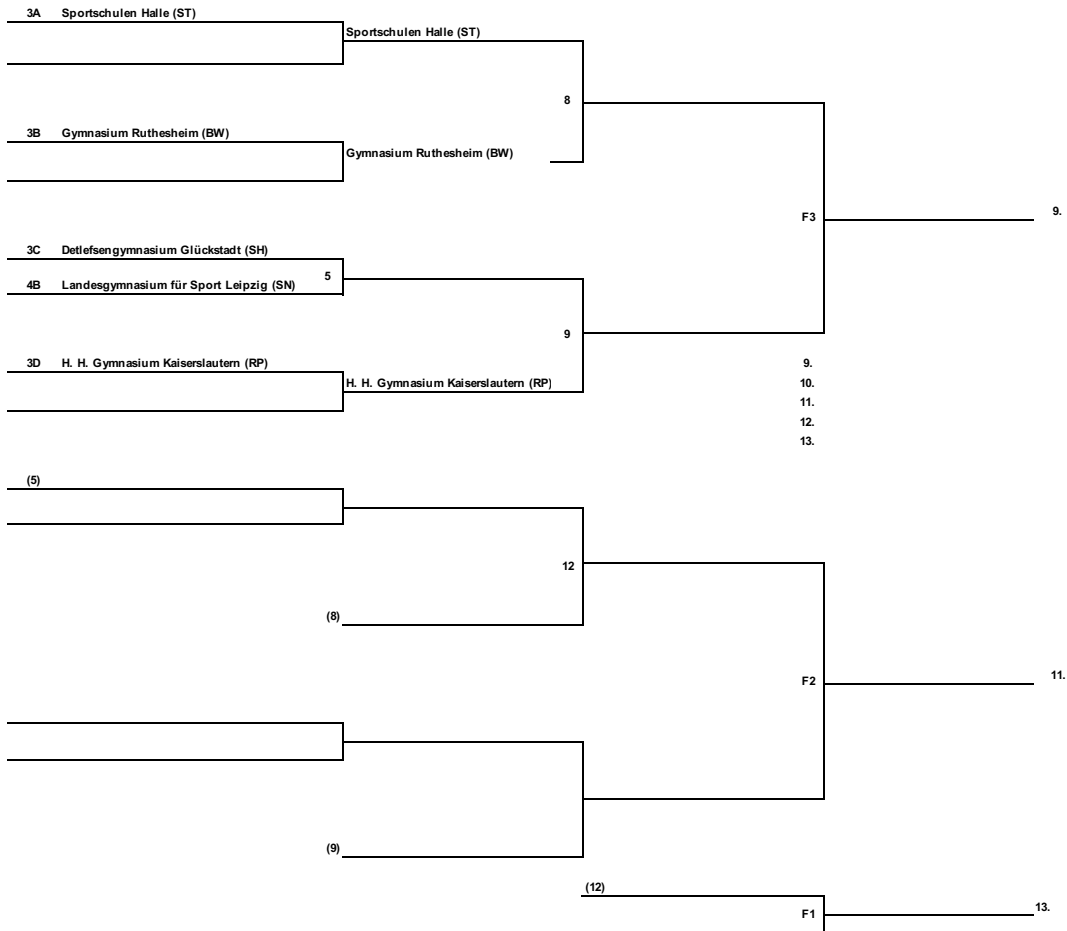 3A Sportschulen Halle (ST)
Sportschulen Halle (ST)
8
3B Gymnasium Ruthesheim (BW)
Gymnasium Ruthesheim (BW)
F3 9.
3C Detlefsengymnasium Glückstadt (SH)
5
4B Landesgymnasium für Sport Leipzig (SN)
9
3D H. H. Gymnasium Kaiserslautern (RP)
H. H. Gymnasium Kaiserslautern (RP)
9.
10.
11.
12.
13.
(5)
12
(8)
F2 11.
(9)
(12)
F1 13.